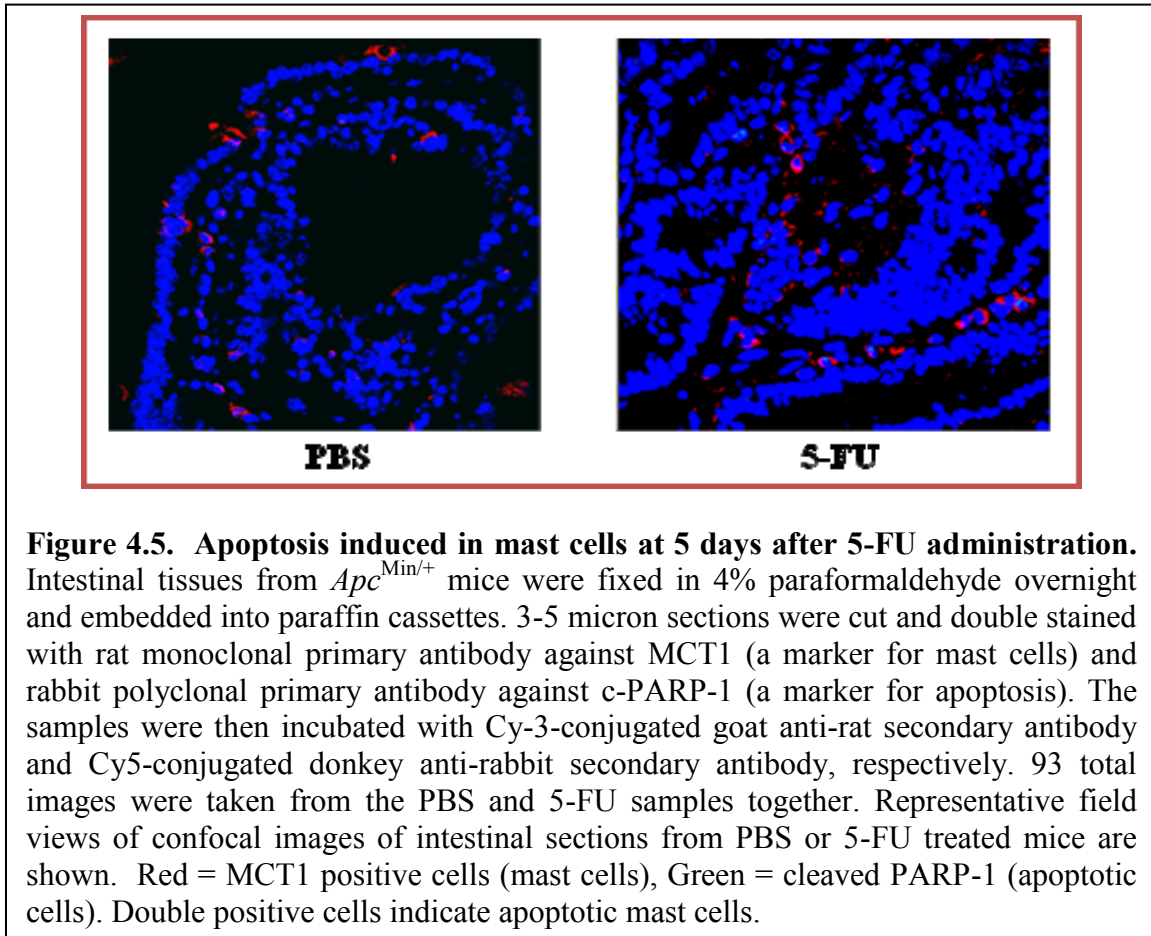 PBS
5-FU
Figure 4.5. Apoptosis induced in mast cells at 5 days after 5-FU administration.
Intestinal tissues from Apc^Min/+ mice were fixed in 4% paraformaldehyde overnight
and embedded into paraffin cassettes. 3-5 micron sections were cut and double stained
with rat monoclonal primary antibody against MCT1 (a marker for mast cells) and
rabbit polyclonal primary antibody against c-PARP-1 (a marker for apoptosis). The
samples were then incubated with Cy-3-conjugated goat anti-rat secondary antibody
and Cy5-conjugated donkey anti-rabbit secondary antibody, respectively. 93 total
images were taken from the PBS and 5-FU samples together. Representative field
views of confocal images of intestinal sections from PBS or 5-FU treated mice are
shown. Red = MCT1 positive cells (mast cells), Green = cleaved PARP-1 (apoptotic
cells). Double positive cells indicate apoptotic mast cells.